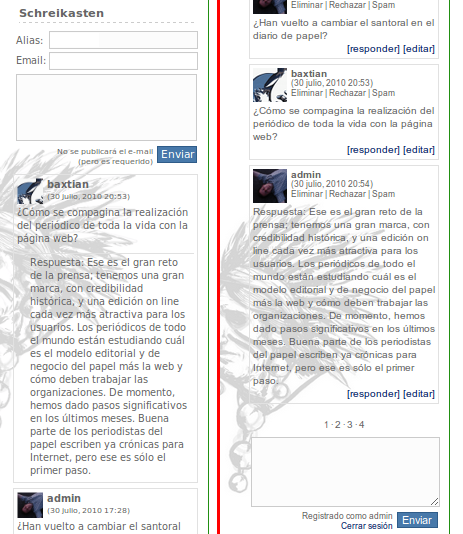 Schreikasten
Alias:
Email:
No se publicará el e-mail
(pero es requerido)
Enviar
baxtian
(30 julio, 2010 20:53)
¿Cómo se compagina la realización
del periódico de toda la vida con la
página web?
Respuesta: Ese es el gran reto
de la prensa; tenemos una gran
marca, con credibilidad
histórica, y una edición on line
cada vez más atractiva para los
usuarios. Los periódicos de todo
el mundo están estudiando cuál
es el modelo editorial y de
negocio del papel más la web y
cómo deben trabajar las
organizaciones. De momento,
hemos dado pasos significativos
en los últimos meses. Buena
parte de los periodistas del
papel escriben ya crónicas para
Internet, pero ese es sólo el
primer paso.
admin
(30 julio, 2010 17:28)
¿Han vuelto a cambiar el santoral
Eliminar | Rechazar | Spam
¿Han vuelto a cambiar el santoral en el
diario de papel?
[responder] [editar]
baxtian
(30 julio, 2010 20:53)
Eliminar | Rechazar | Spam
¿Cómo se compagina la realización del
periódico de toda la vida con la página
web?
[responder] [editar]
admin
(30 julio, 2010 20:54)
Eliminar | Rechazar | Spam
Respuesta: Ese es el gran reto de la
prensa; tenemos una gran marca, con
credibilidad histórica, y una edición on
line cada vez más atractiva para los
usuarios. Los periódicos de todo el
mundo están estudiando cuál es el
modelo editorial y de negocio del papel
más la web y cómo deben trabajar las
organizaciones. De momento, hemos
dado pasos significativos en los últimos
meses. Buena parte de los periodistas
del papel escriben ya crónicas para
Internet, pero ese es sólo el primer
paso.
[responder] [editar]
1 · 2 · 3 · 4
Registrado como admin
Cerrar sesión
Enviar